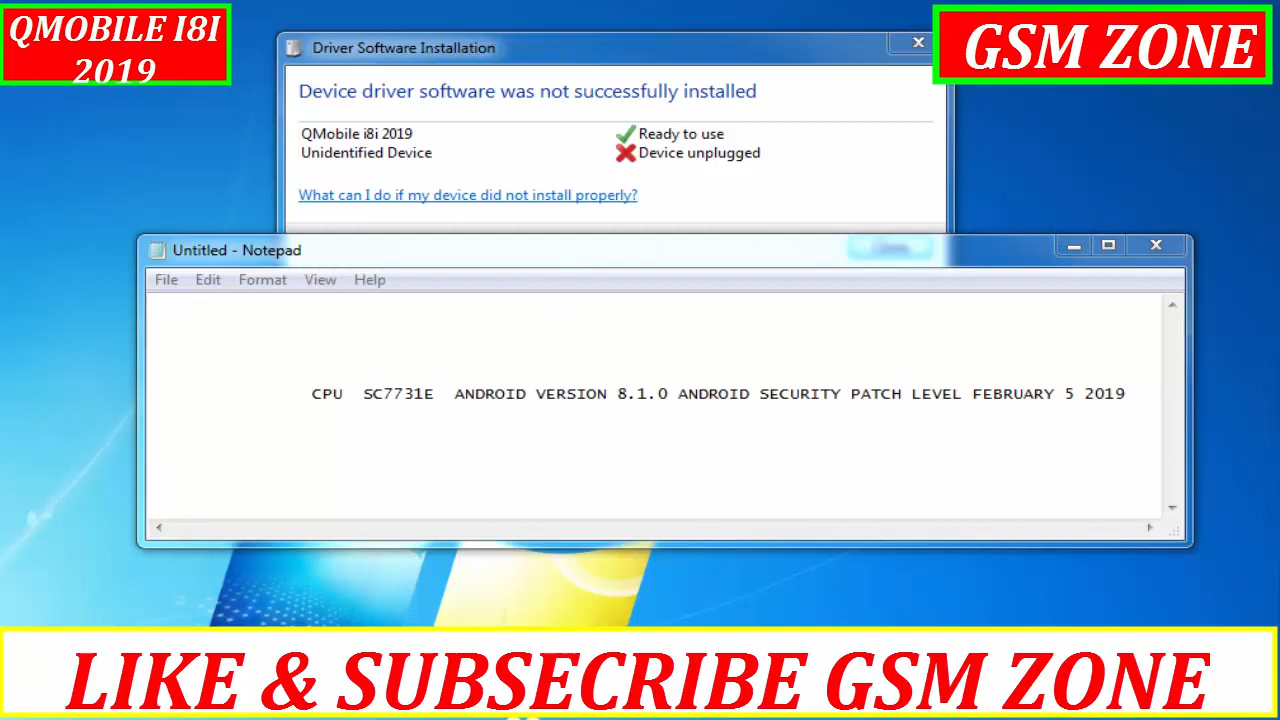 QMOBILE I8I
2019
GSM ZONE
Driver Software Installation
Device driver software was not successfully installed
QMobile i8i 2019 Ready to use
Unidentified Device Device unplugged
What can I do if my device did not install properly?
Untitled - Notepad
File Edit Format View Help
CPU SC7731E ANDROID VERSION 8.1.0 ANDROID SECURITY PATCH LEVEL FEBRUARY 5 2019
LIKE & SUBSECRIBE GSM ZONE